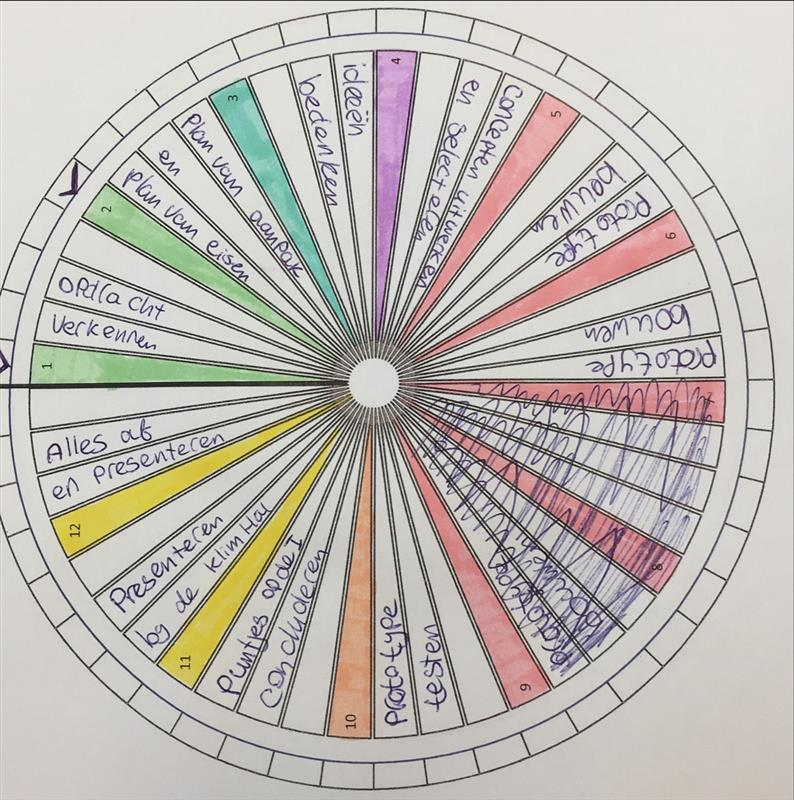 1
Verkennen
opdracht
2
plan van eisen
en
plan van aanpak
3
bedenken
ideeën
4
en selecteren
concepten uitwerken
5
bouwen
prototype
6
bouwen
prototype
8
prototype
bouwen
9
testen
prototype
10
concluderen
Puntjes op de I
11
bij de klimhal
Presenteren
12
en presenteren
Alles af